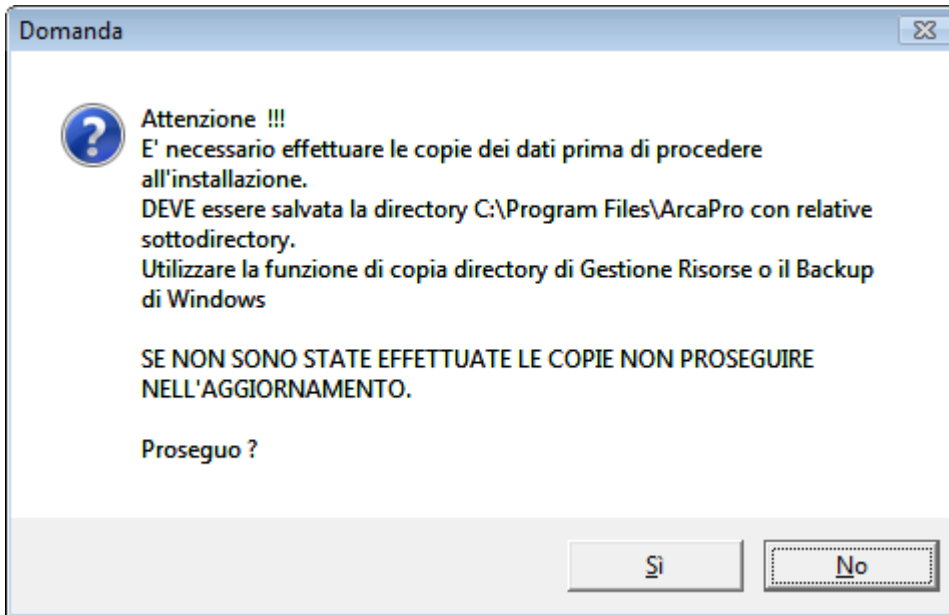 Domanda
Attenzione !!!
E' necessario effettuare le copie dei dati prima di procedere
all'installazione.
DEVE essere salvata la directory C:\Program Files\ArcaPro con relative
sottodirectory.
Utilizzare la funzione di copia directory di Gestione Risorse o il Backup
di Windows
SE NON SONO STATE EFFETTUATE LE COPIE NON PROSEGUIRE
NELL'AGGIORNAMENTO.
Proseguo ?
Sì No